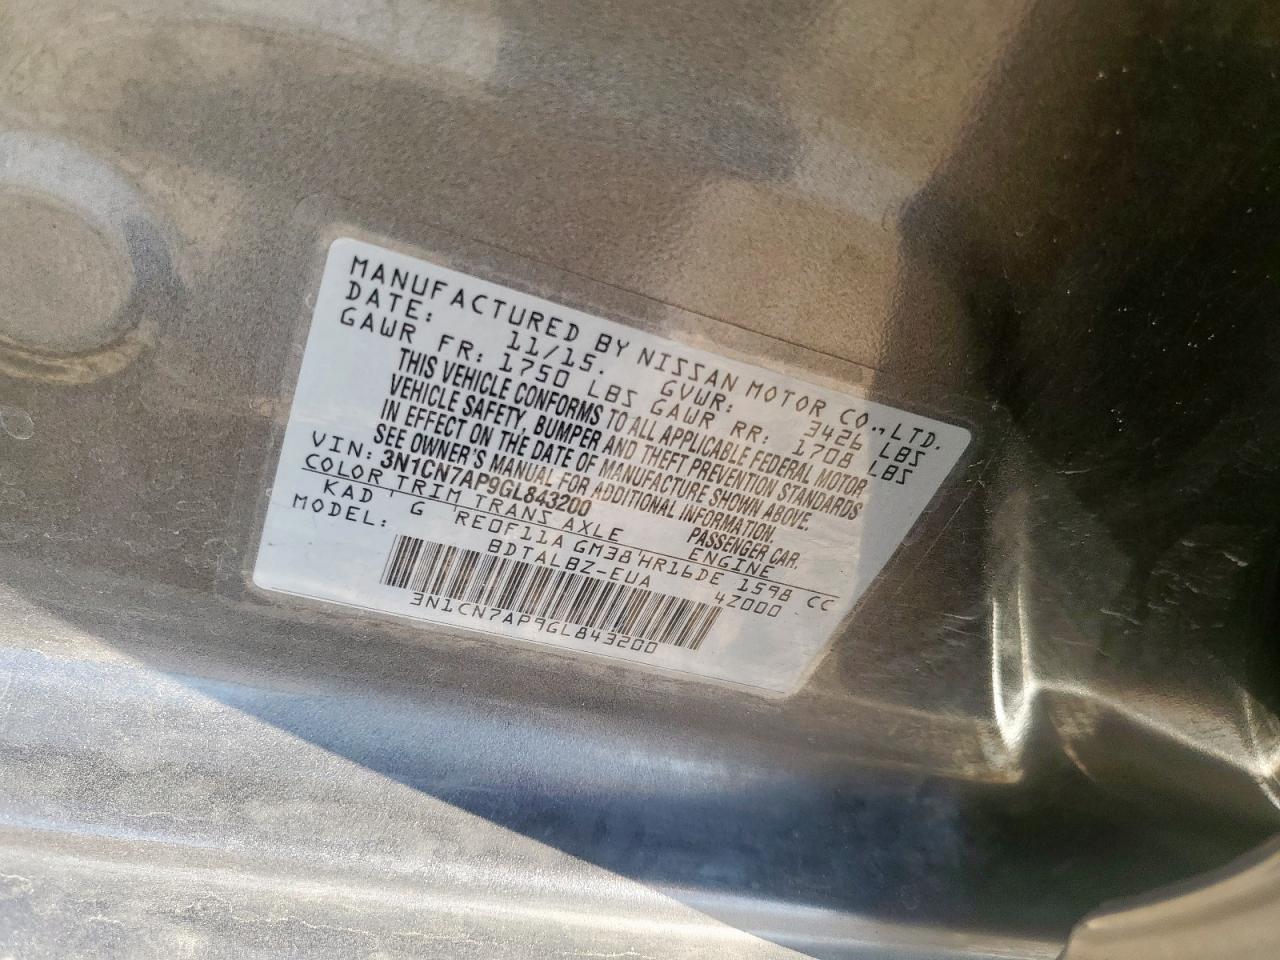 MANUFACTURED BY NISSAN MOTOR CO., LTD.
DATE: 11/15. GVWR: 3426 LBS
GAWR FR: 1750 LBS GAWR RR: 1708 LBS
THIS VEHICLE CONFORMS TO ALL APPLICABLE FEDERAL MOTOR
VEHICLE SAFETY, BUMPER AND THEFT PREVENTION STANDARDS
IN EFFECT ON THE DATE OF MANUFACTURE SHOWN ABOVE.
SEE OWNER'S MANUAL FOR ADDITIONAL INFORMATION.
VIN: 3N1CN7AP9GL843200 PASSENGER CAR.
COLOR TRIM TRANS AXLE ENGINE
KAD G RE0F11A GM38 HR16DE 1598 CC
MODEL: BDTALBZ-EUA 4Z000
3N1CN7AP9GL843200